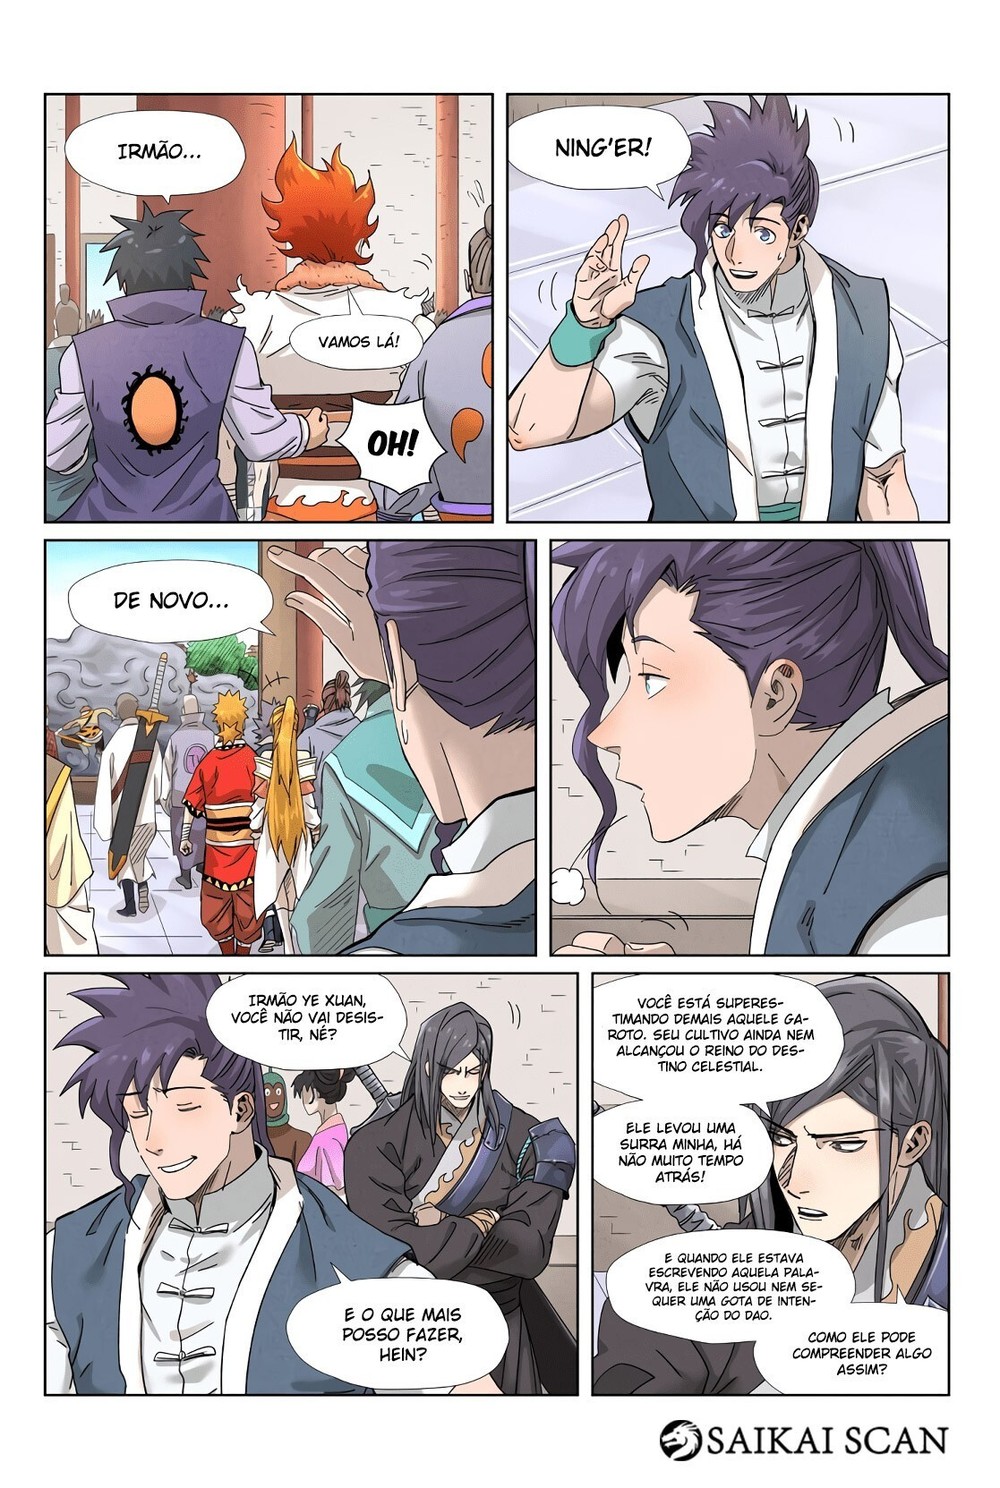 IRMÃO...
VAMOS LÁ!
OH!
NING'ER!
DE NOVO...
IRMÃO YE XUAN,
VOCÊ NÃO VAI DESIS-
TIR, NÉ?
E O QUE MAIS
POSSO FAZER,
HEIN?
VOCÊ ESTÁ SUPERES-
TIMANDO DEMAIS AQUELE GA-
ROTO. SEU CULTIVO AINDA NEM
ALCANÇOU O REINO DO DES-
TINO CELESTIAL.
ELE LEVOU UMA
SURRA MINHA, HÁ
NÃO MUITO TEMPO
ATRÁS!
E QUANDO ELE ESTAVA
ESCREVENDO AQUELA PALA-
VRA, ELE NÃO USOU NEM SE-
QUER UMA GOTA DE INTEN-
ÇÃO DO DAO.
COMO ELE PODE
COMPREENDER ALGO
ASSIM?
SAIKAI SCAN